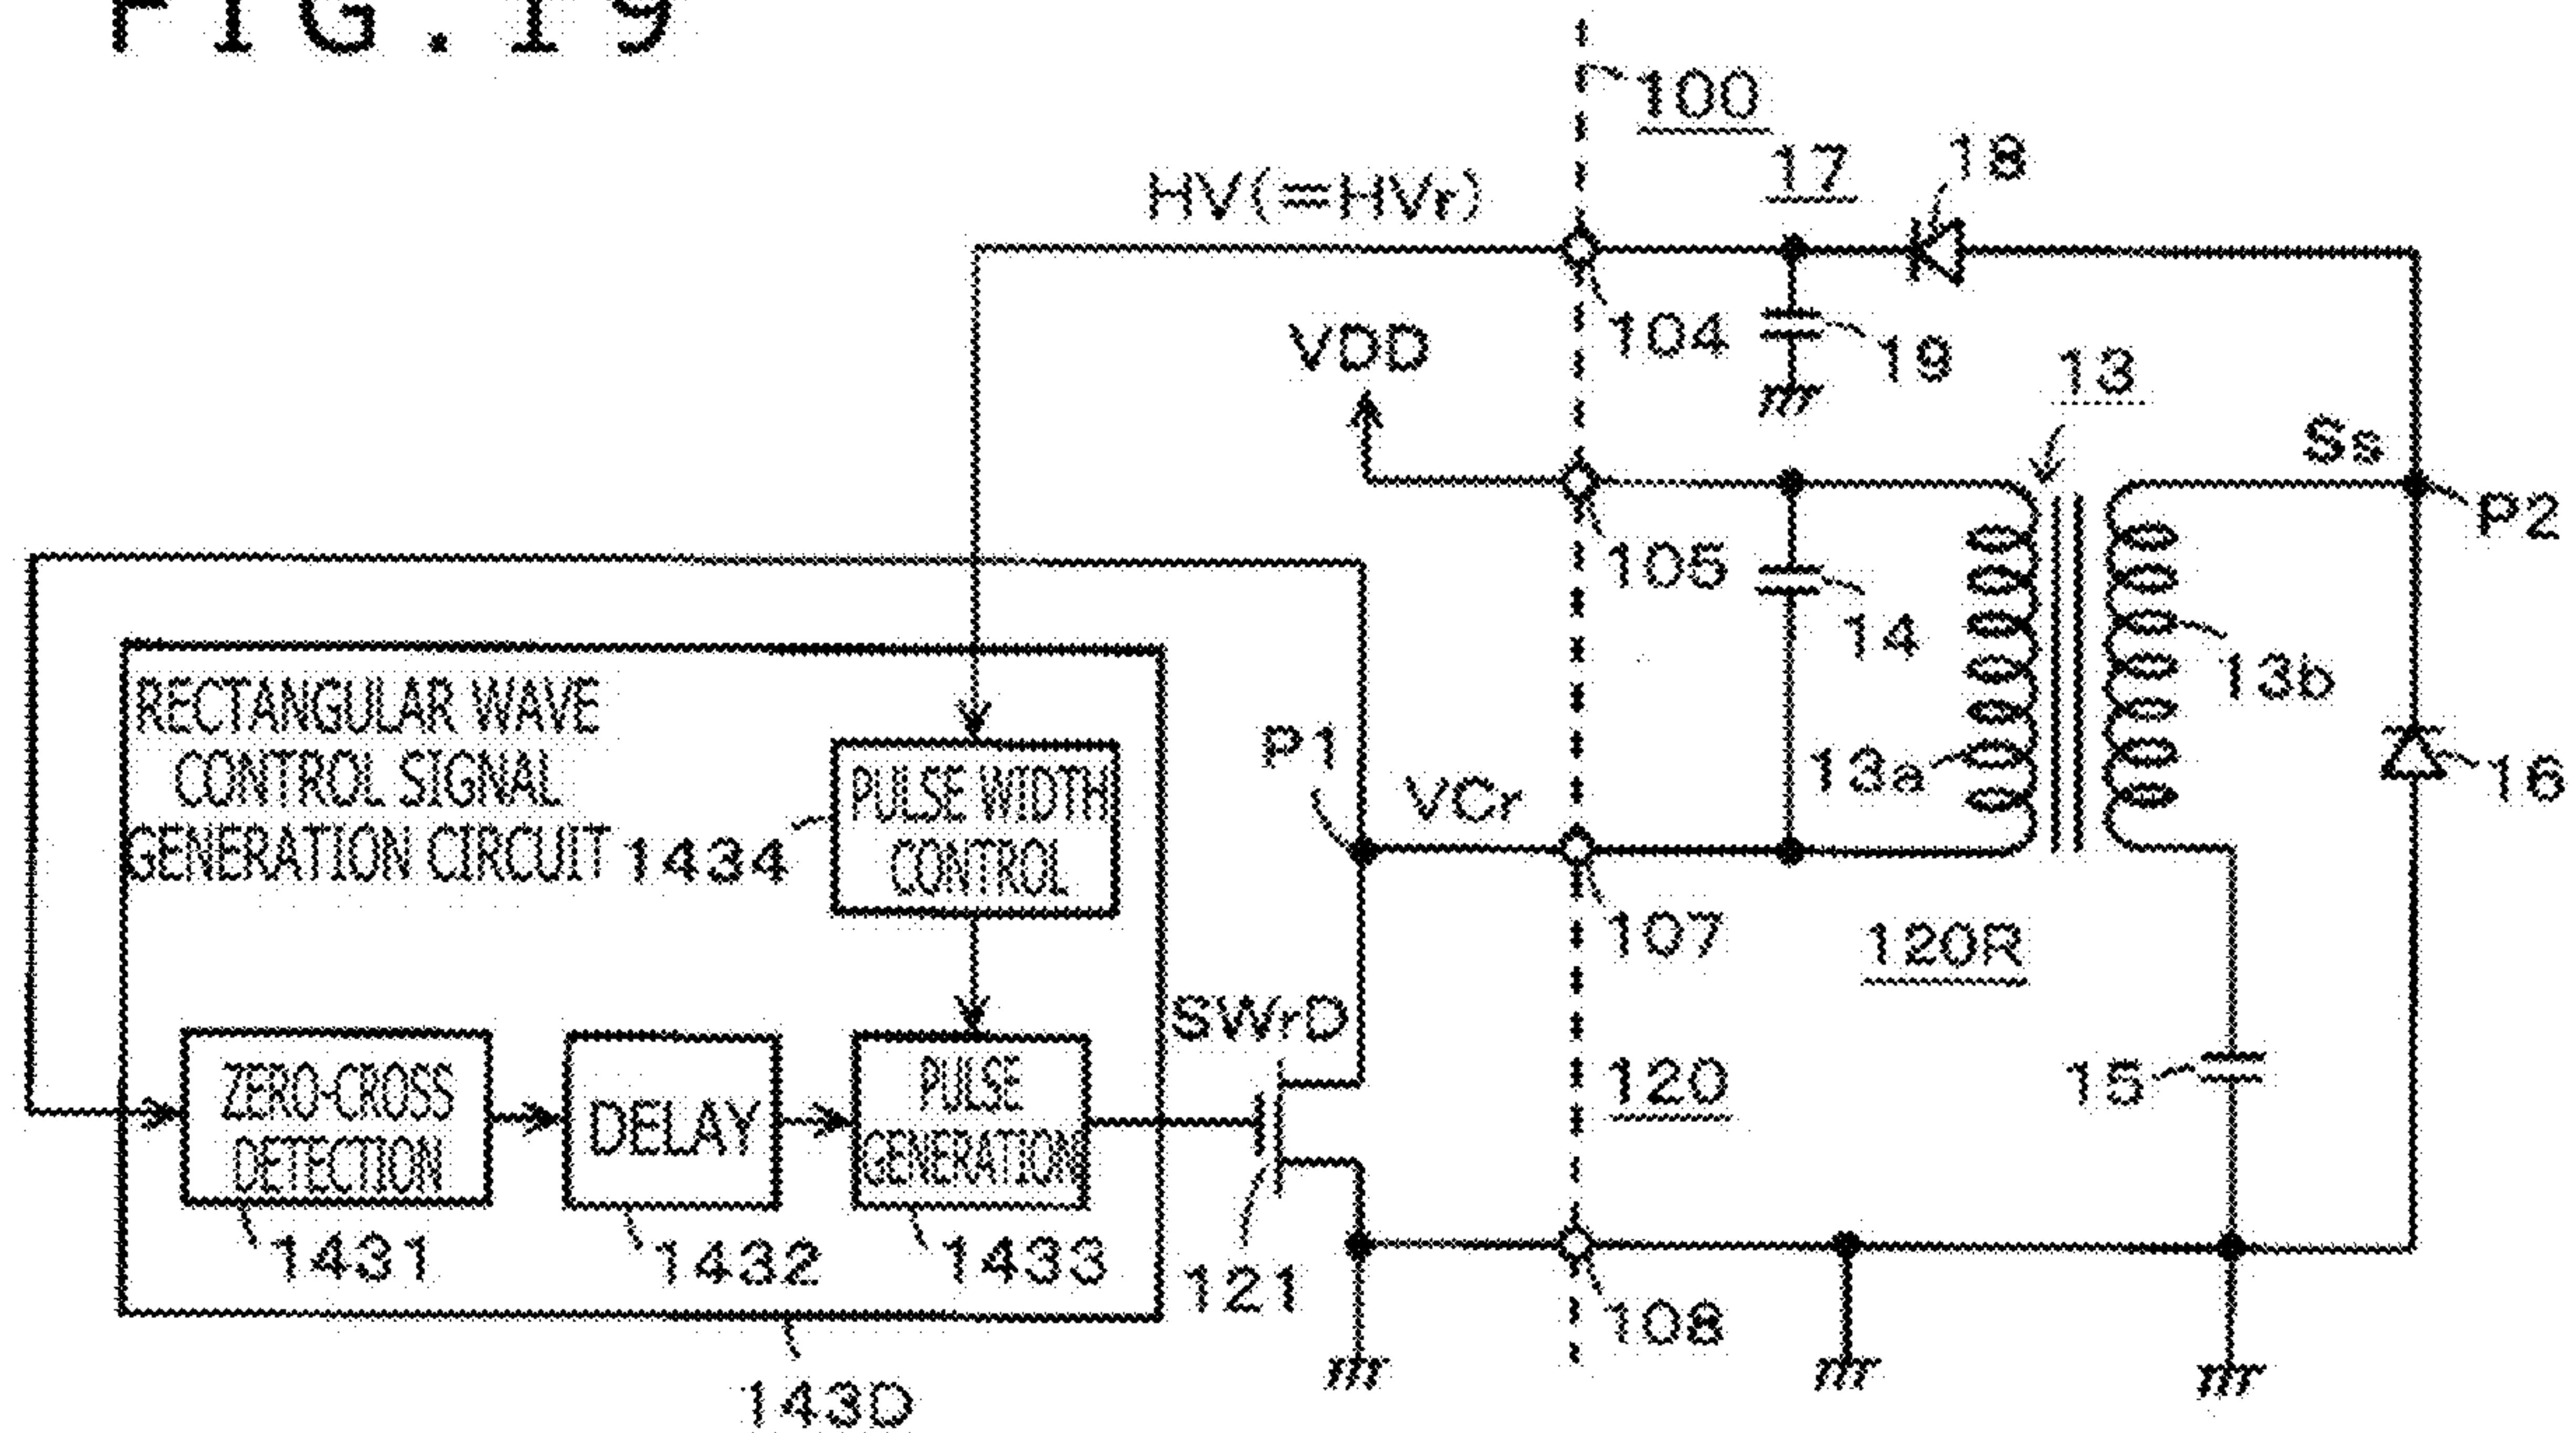 FIG.19
100
17
18
HV(=HVr)
104
19
VDD
13
Ss
P2
105
14
13b
RECTANGULAR WAVE
CONTROL SIGNAL
GENERATION CIRCUIT
1434
PULSE WIDTH
CONTROL
P1
VCr
13a
16
107
120R
SWrD
ZERO-CROSS
DETECTION
DELAY
PULSE
GENERATION
120
15
1431
1432
1433
121
108
143D